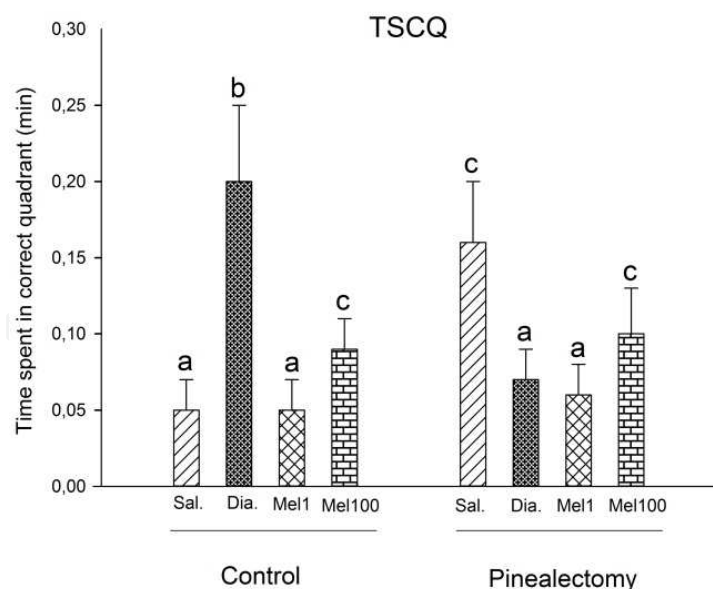 TSCQ
Time spent in correct quadrant (min)
0,30
0,25
0,20
0,15
0,10
0,05
0,00
a
b
a
c
c
a
a
c
Sal. Dia. Mel1 Mel100 Sal. Dia. Mel1 Mel100
Control Pinealectomy